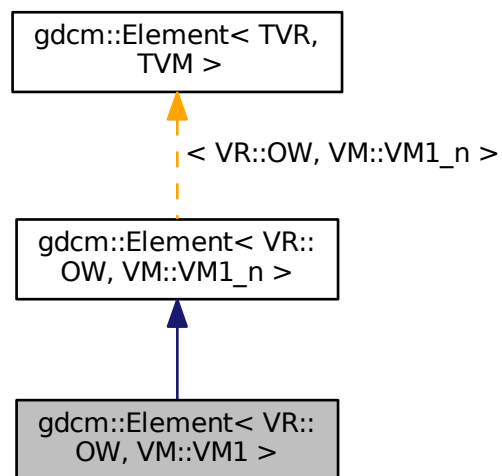 gdcm::Element< TVR,
TVM >
< VR::OW, VM::VM1_n >
gdcm::Element< VR::
OW, VM::VM1_n >
gdcm::Element< VR::
OW, VM::VM1 >